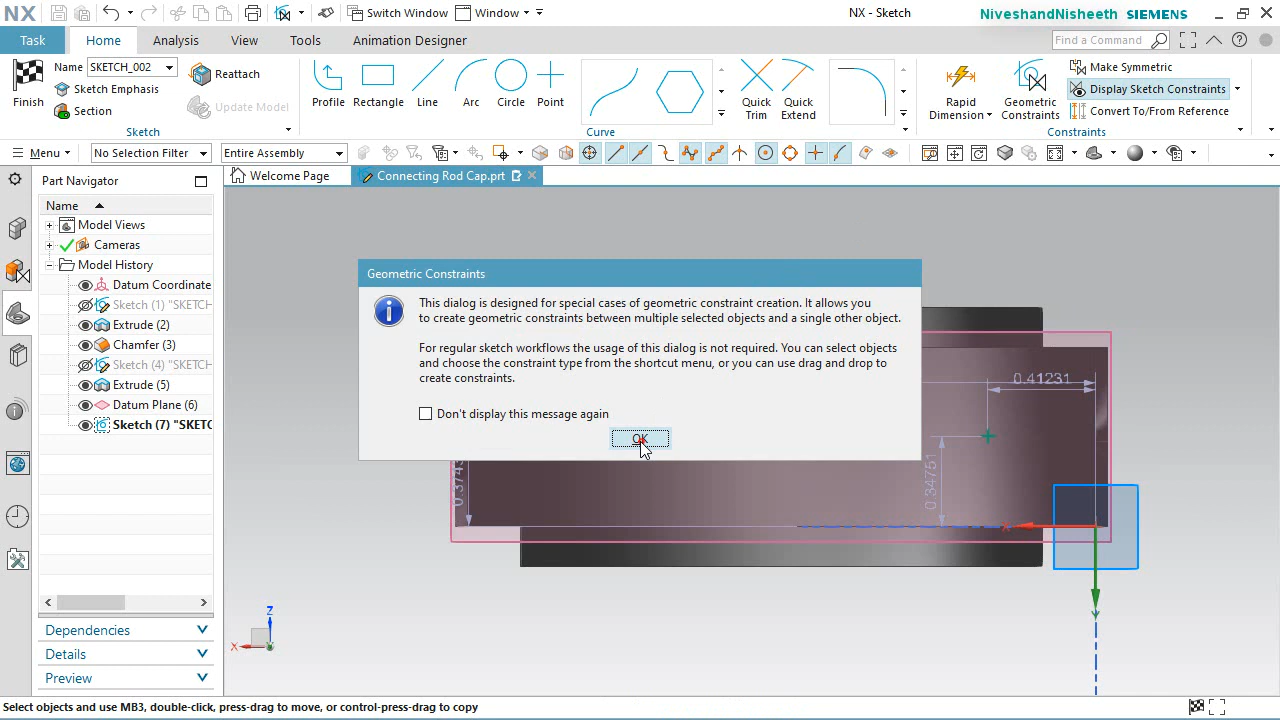 NX
Switch Window
Window
NX - Sketch
NiveshandNisheeth SIEMENS
Task
Home
Analysis
View
Tools
Animation Designer
Find a Command
Finish
Name SKETCH_002
Sketch Emphasis
Section
Reattach
Update Model
Sketch
Profile
Rectangle
Line
Arc
Circle
Point
Quick Trim
Quick Extend
Curve
Rapid Dimension
Geometric Constraints
Make Symmetric
Display Sketch Constraints
Convert To/From Reference
Constraints
Menu
No Selection Filter
Entire Assembly
Part Navigator
Welcome Page
Connecting Rod Cap.prt
Name
Model Views
Cameras
Model History
Datum Coordinate
Sketch (1) "SKETCH
Extrude (2)
Chamfer (3)
Sketch (4) "SKETCH
Extrude (5)
Datum Plane (6)
Sketch (7) "SKETC
Dependencies
Details
Preview
Geometric Constraints
This dialog is designed for special cases of geometric constraint creation. It allows you
to create geometric constraints between multiple selected objects and a single other object.
For regular sketch workflows the usage of this dialog is not required. You can select objects
and choose the constraint type from the shortcut menu, or you can use drag and drop to
create constraints.
Don't display this message again
OK
0.41231
0.34751
X
Z
X
Y
Select objects and use MB3, double-click, press-drag to move, or control-press-drag to copy